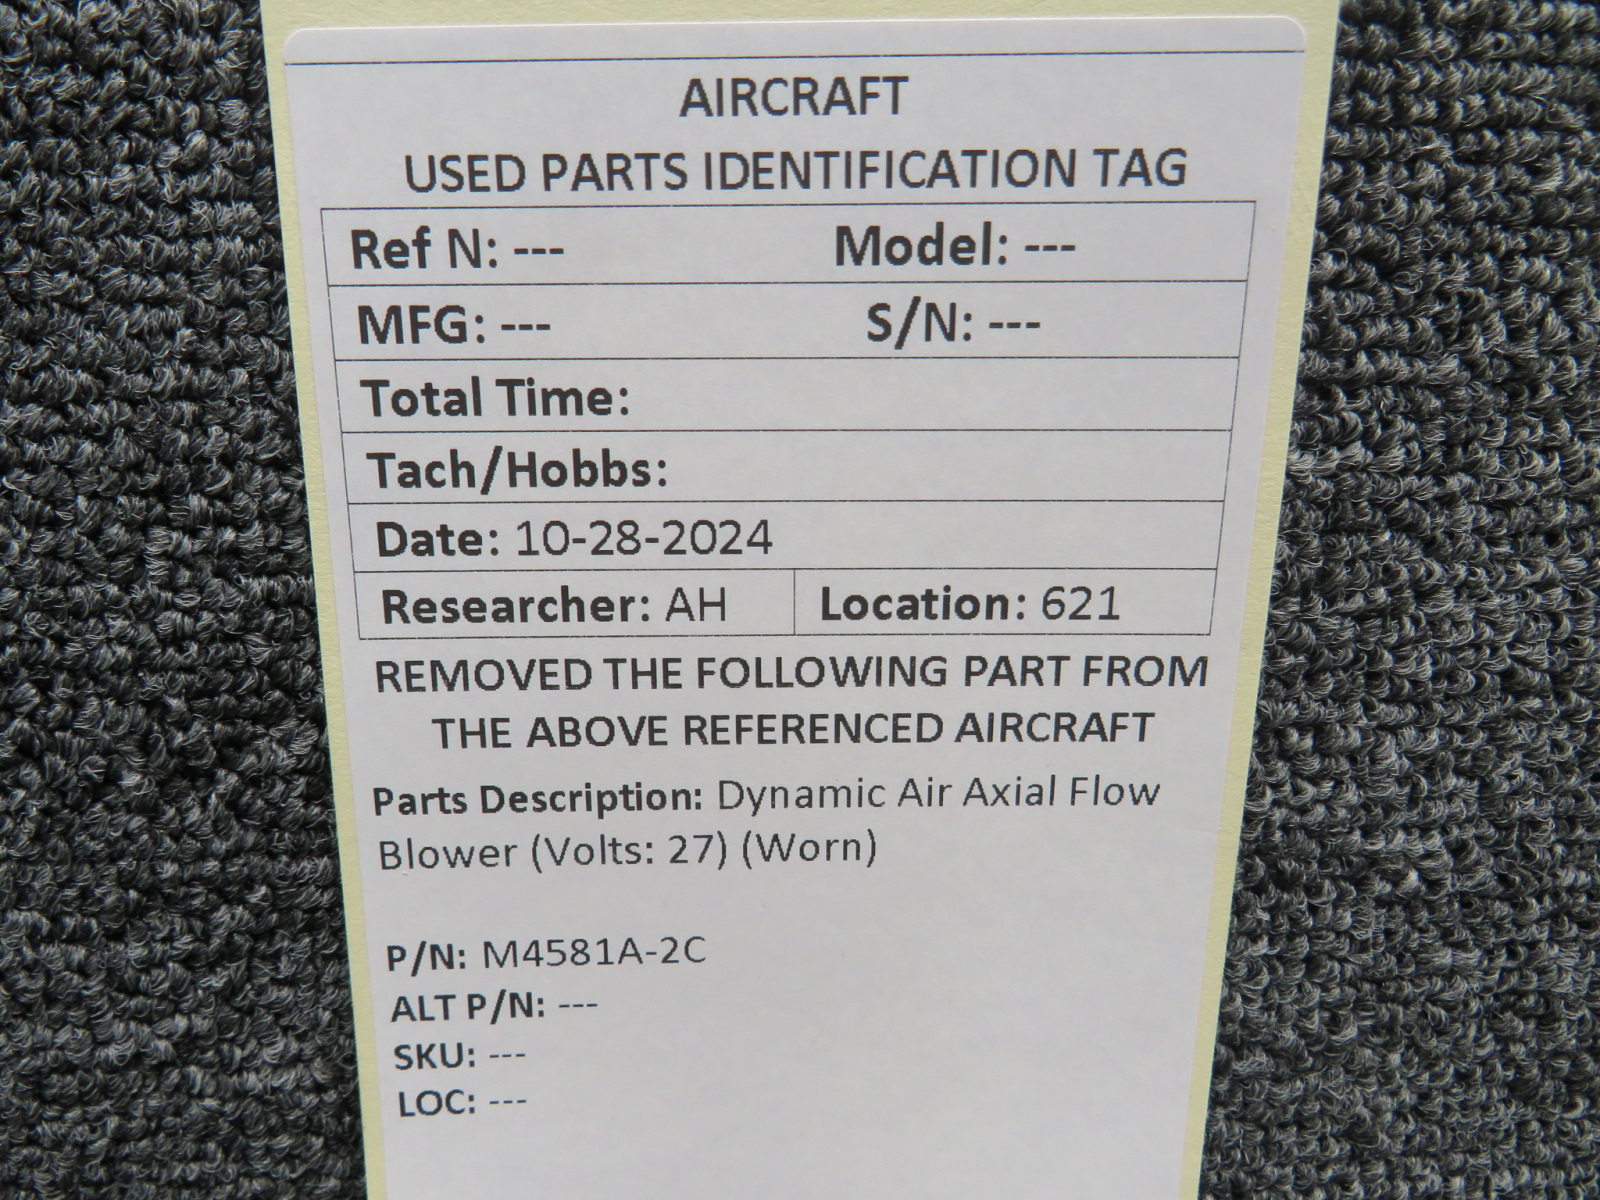 AIRCRAFT
USED PARTS IDENTIFICATION TAG
Ref N: --- Model: ---
MFG: --- S/N: ---
Total Time:
Tach/Hobbs:
Date: 10-28-2024
Researcher: AH Location: 621
REMOVED THE FOLLOWING PART FROM
THE ABOVE REFERENCED AIRCRAFT
Parts Description: Dynamic Air Axial Flow
Blower (Volts: 27) (Worn)
P/N: M4581A-2C
ALT P/N: ---
SKU: ---
LOC: ---